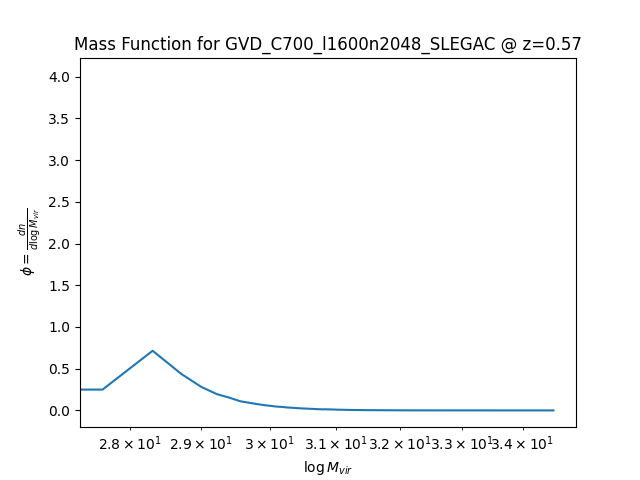 Mass Function for GVD_C700_l1600n2048_SLEGAC @ z=0.57
4.0
3.5
3.0
2.5
2.0
1.5
1.0
0.5
0.0
ϕ = dn/dlog M_vir
2.8 × 10¹ 2.9 × 10¹ 3 × 10¹ 3.1 × 10¹ 3.2 × 10¹ 3.3 × 10¹ 3.4 × 10¹
log M_vir